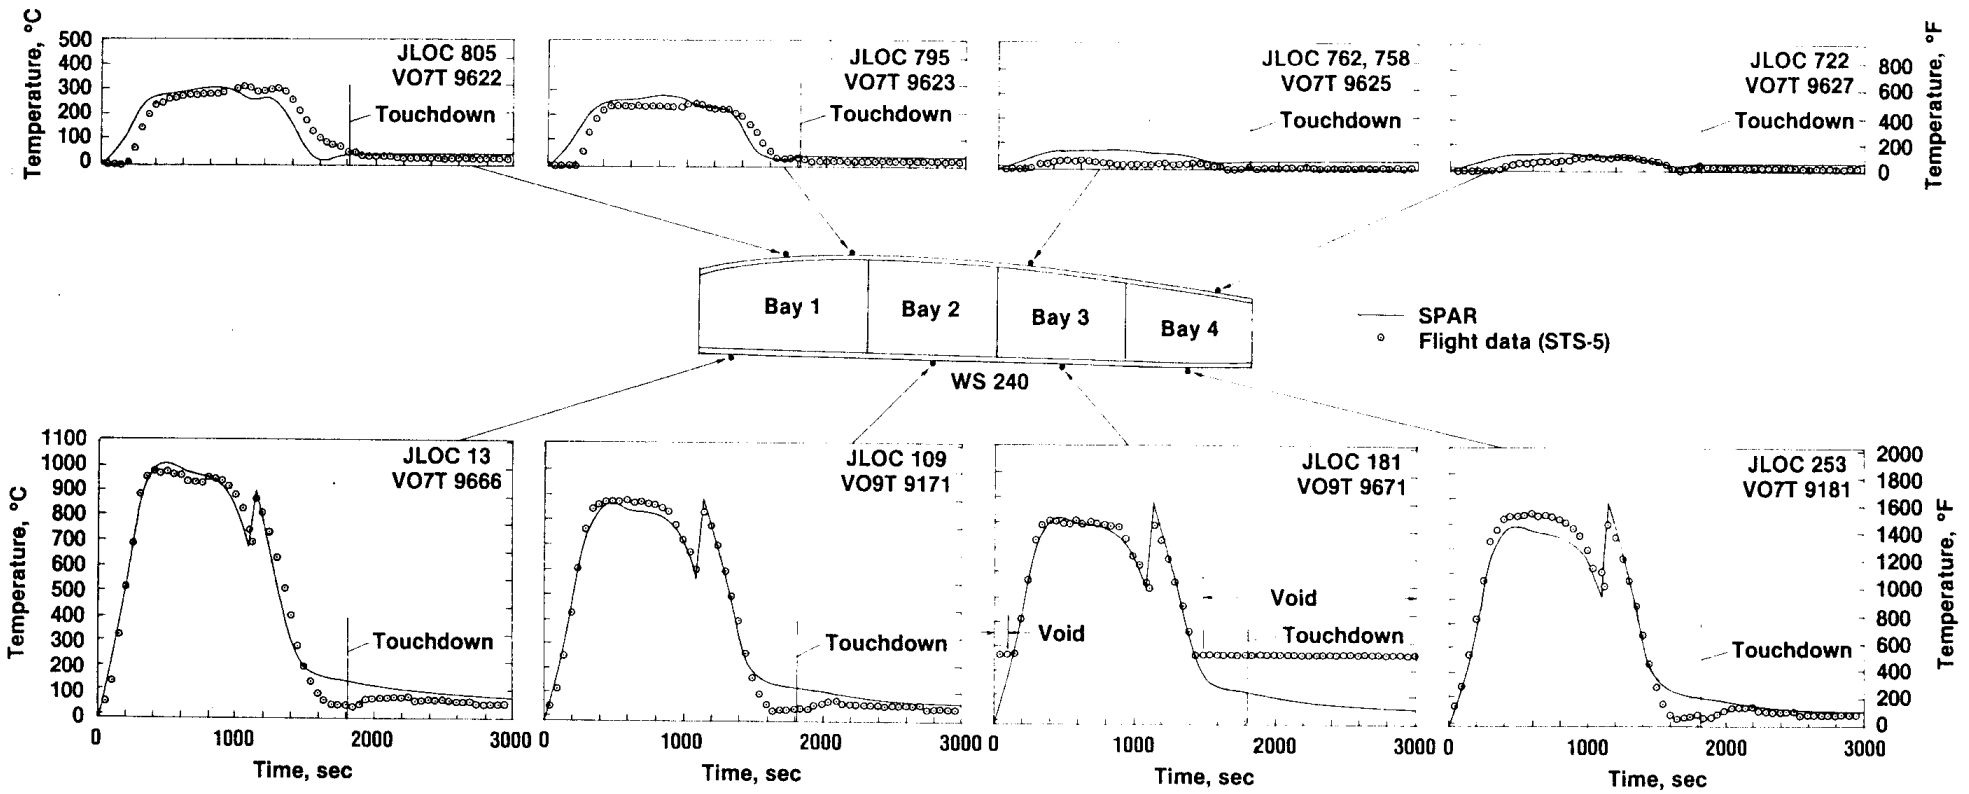 Temperature, °C
500
400
300
200
100
0
JLOC 805
VO7T 9622
Touchdown
JLOC 795
VO7T 9623
Touchdown
JLOC 762, 758
VO7T 9625
Touchdown
JLOC 722
VO7T 9627
Touchdown
800
600
400
200
0
Temperature, °F
Bay 1
Bay 2
Bay 3
Bay 4
WS 240
SPAR
Flight data (STS-5)
Temperature, °C
1100
1000
900
800
700
600
500
400
300
200
100
0
JLOC 13
VO7T 9666
Touchdown
0 1000 2000 3000
Time, sec
JLOC 109
VO9T 9171
Touchdown
0 1000 2000 3000
Time, sec
JLOC 181
VO9T 9671
Void
Void
Touchdown
0 1000 2000 3000
Time, sec
JLOC 253
VO7T 9181
Touchdown
0 1000 2000 3000
Time, sec
2000
1800
1600
1400
1200
1000
800
600
400
200
0
Temperature, °F